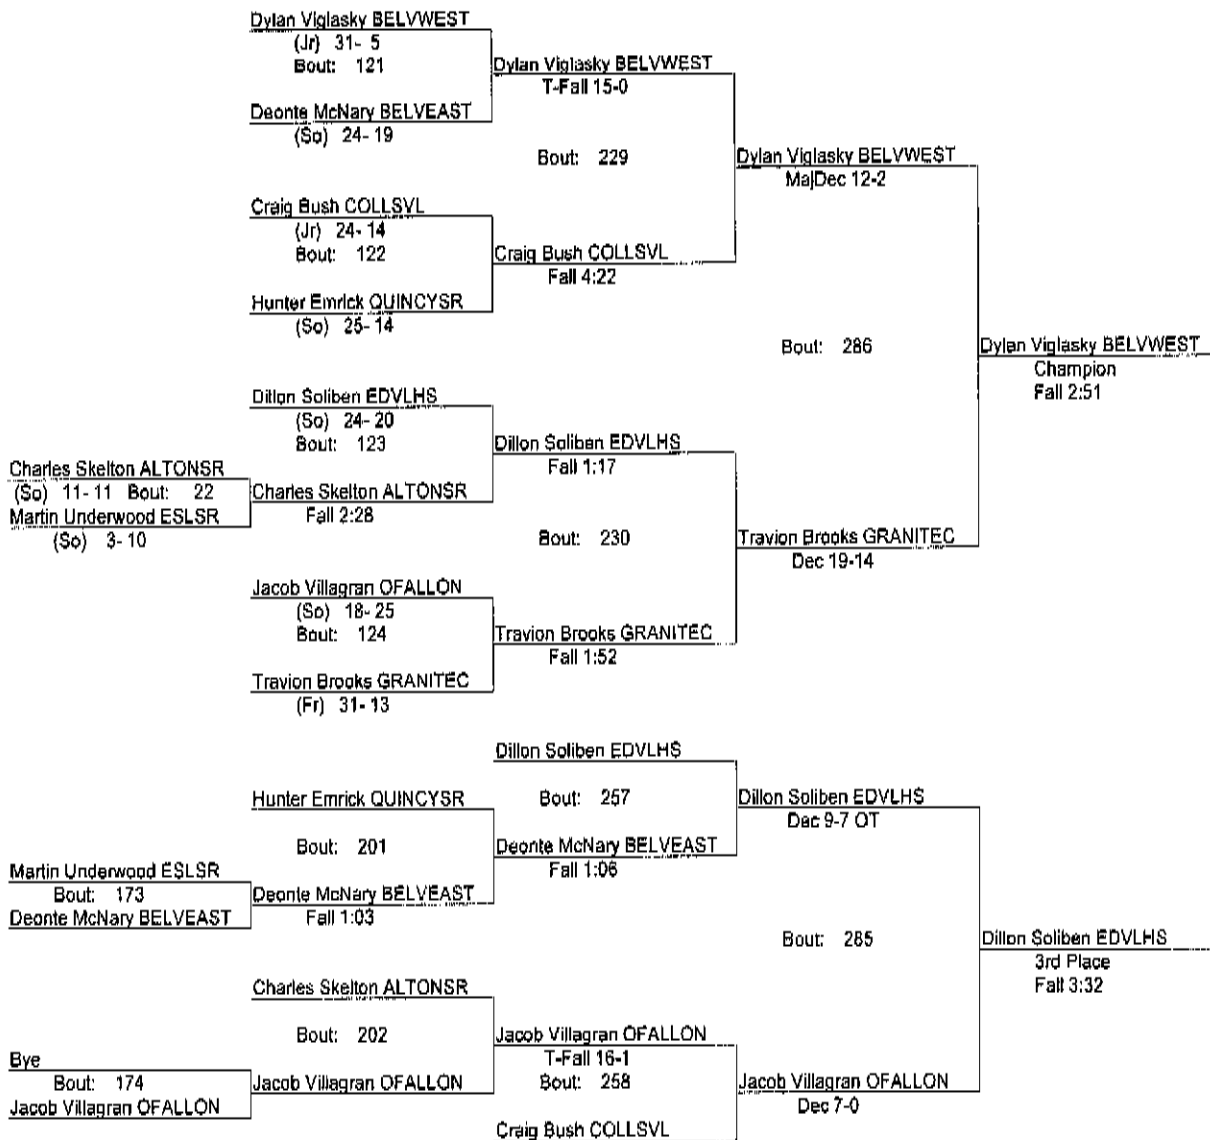 Dylan Viglasky BELVWEST
(Jr) 31- 5
Bout: 121
Dylan Viglasky BELVWEST
T-Fall 15-0
Deonte McNary BELVEAST
(So) 24- 19
Bout: 229
Dylan Viglasky BELVWEST
MajDec 12-2
Craig Bush COLLSVL
(Jr) 24- 14
Bout: 122
Craig Bush COLLSVL
Fall 4:22
Hunter Emrick QUINCYSR
(So) 25- 14
Bout: 286
Dylan Viglasky BELVWEST
Champion
Fall 2:51
Dillon Soliben EDVLHS
(So) 24- 20
Bout: 123
Dillon Soliben EDVLHS
Fall 1:17
Charles Skelton ALTONSR
(So) 11- 11 Bout: 22
Martin Underwood ESLSR
(So) 3- 10
Charles Skelton ALTONSR
Fall 2:28
Bout: 230
Travion Brooks GRANITEC
Dec 19-14
Jacob Villagran OFALLON
(So) 18- 25
Bout: 124
Travion Brooks GRANITEC
Fall 1:52
Travion Brooks GRANITEC
(Fr) 31- 13
Dillon Soliben EDVLHS
Bout: 257
Dillon Soliben EDVLHS
Dec 9-7 OT
Hunter Emrick QUINCYSR
Bout: 201
Deonte McNary BELVEAST
Fall 1:06
Martin Underwood ESLSR
Bout: 173
Deonte McNary BELVEAST
Deonte McNary BELVEAST
Fall 1:03
Bout: 285
Dillon Soliben EDVLHS
3rd Place
Fall 3:32
Charles Skelton ALTONSR
Bout: 202
Jacob Villagran OFALLON
T-Fall 16-1
Bye
Bout: 174
Jacob Villagran OFALLON
Jacob Villagran OFALLON
Bout: 258
Jacob Villagran OFALLON
Dec 7-0
Craig Bush COLLSVL